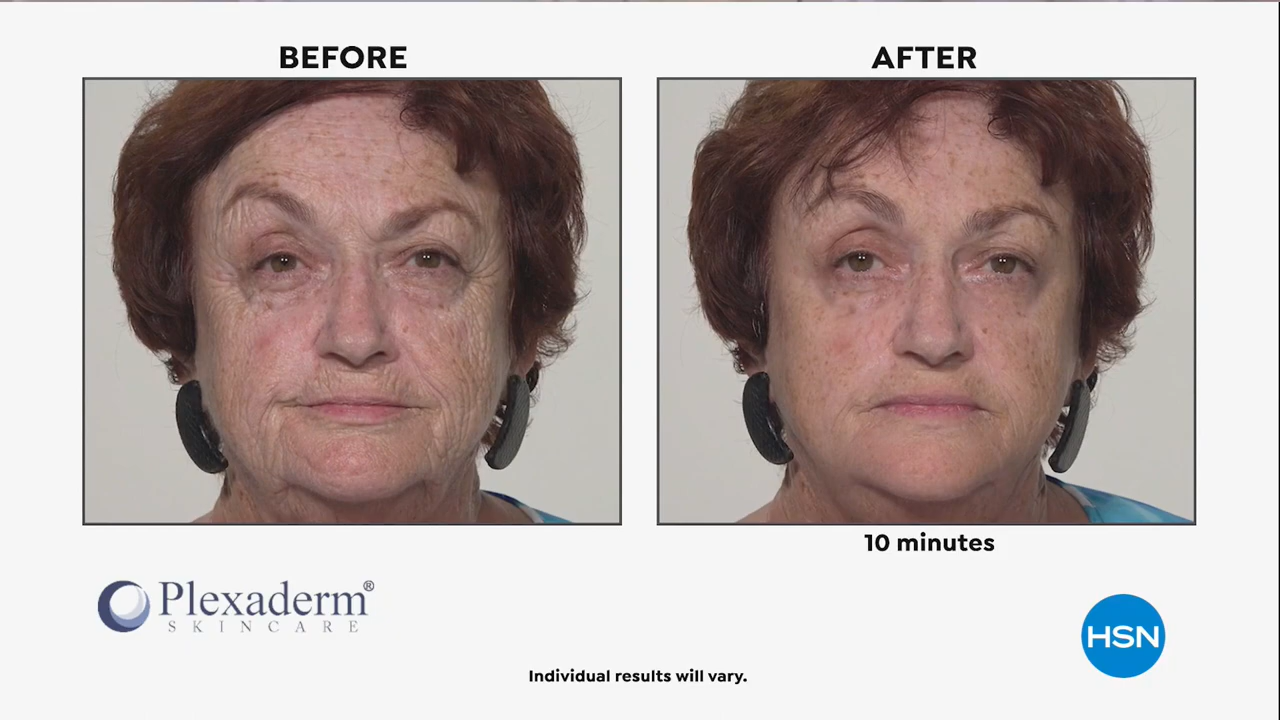 BEFORE
AFTER
10 minutes
Plexaderm®
SKINCARE
HSN
Individual results will vary.